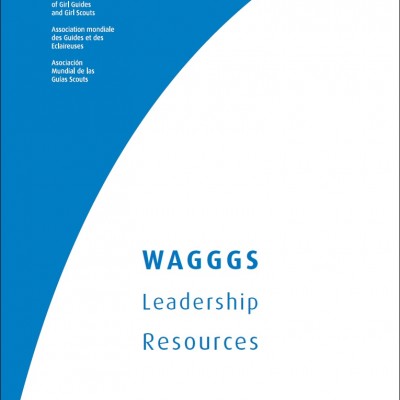 of Girl Guides
and Girl Scouts
Association mondiale
des Guides et des
Eclaireuses
Asociación
Mundial de las
Guías Scouts
WAGGGS
Leadership
Resources